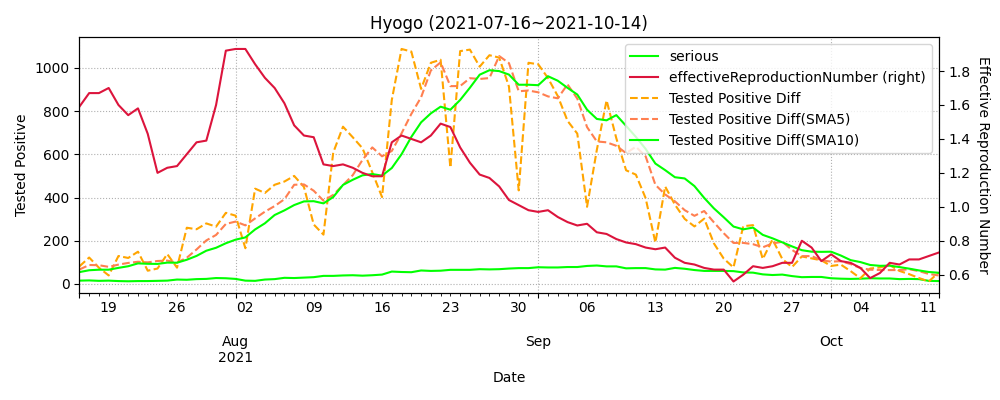 Hyogo (2021-07-16~2021-10-14)
serious
effectiveReproductionNumber (right)
Tested Positive Diff
Tested Positive Diff(SMA5)
Tested Positive Diff(SMA10)
Tested Positive
1000
800
600
400
200
0
Effective Reproduction Number
1.8
1.6
1.4
1.2
1.0
0.8
0.6
19 26 02 09 16 23 30 06 13 20 27 04 11
Aug Sep Oct
2021
Date